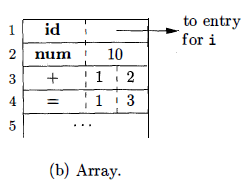 1 id to entry
for i
2 num 10
3 + 1 2
4 = 1 3
5 ...
(b) Array.